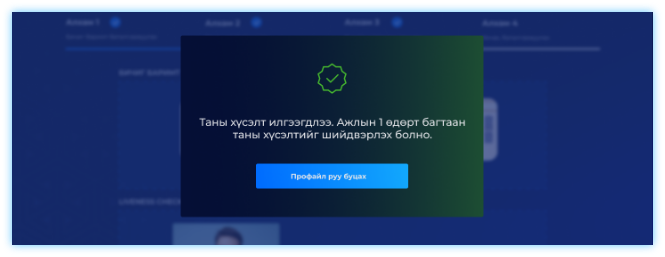 Алхам 1
Алхам 2
Алхам 3
Алхам 4
Таны хүсэлт илгээгдлээ. Ажлын 1 өдөрт багтаан
таны хүсэлтийг шийдвэрлэх болно.
Профайл руу буцах